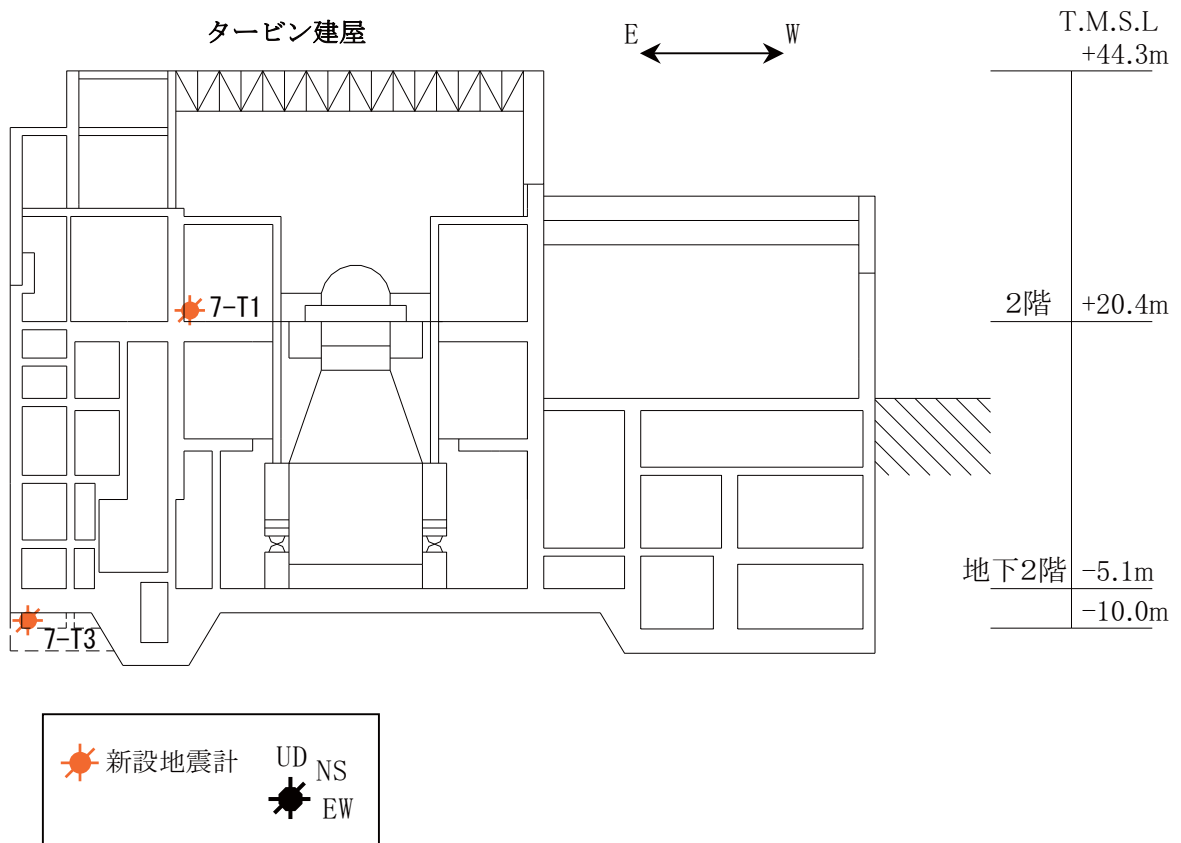 タービン建屋
E W
T.M.S.L
+44.3m
7-T1
2階 +20.4m
地下2階 -5.1m
-10.0m
7-T3
新設地震計
UD
NS
EW